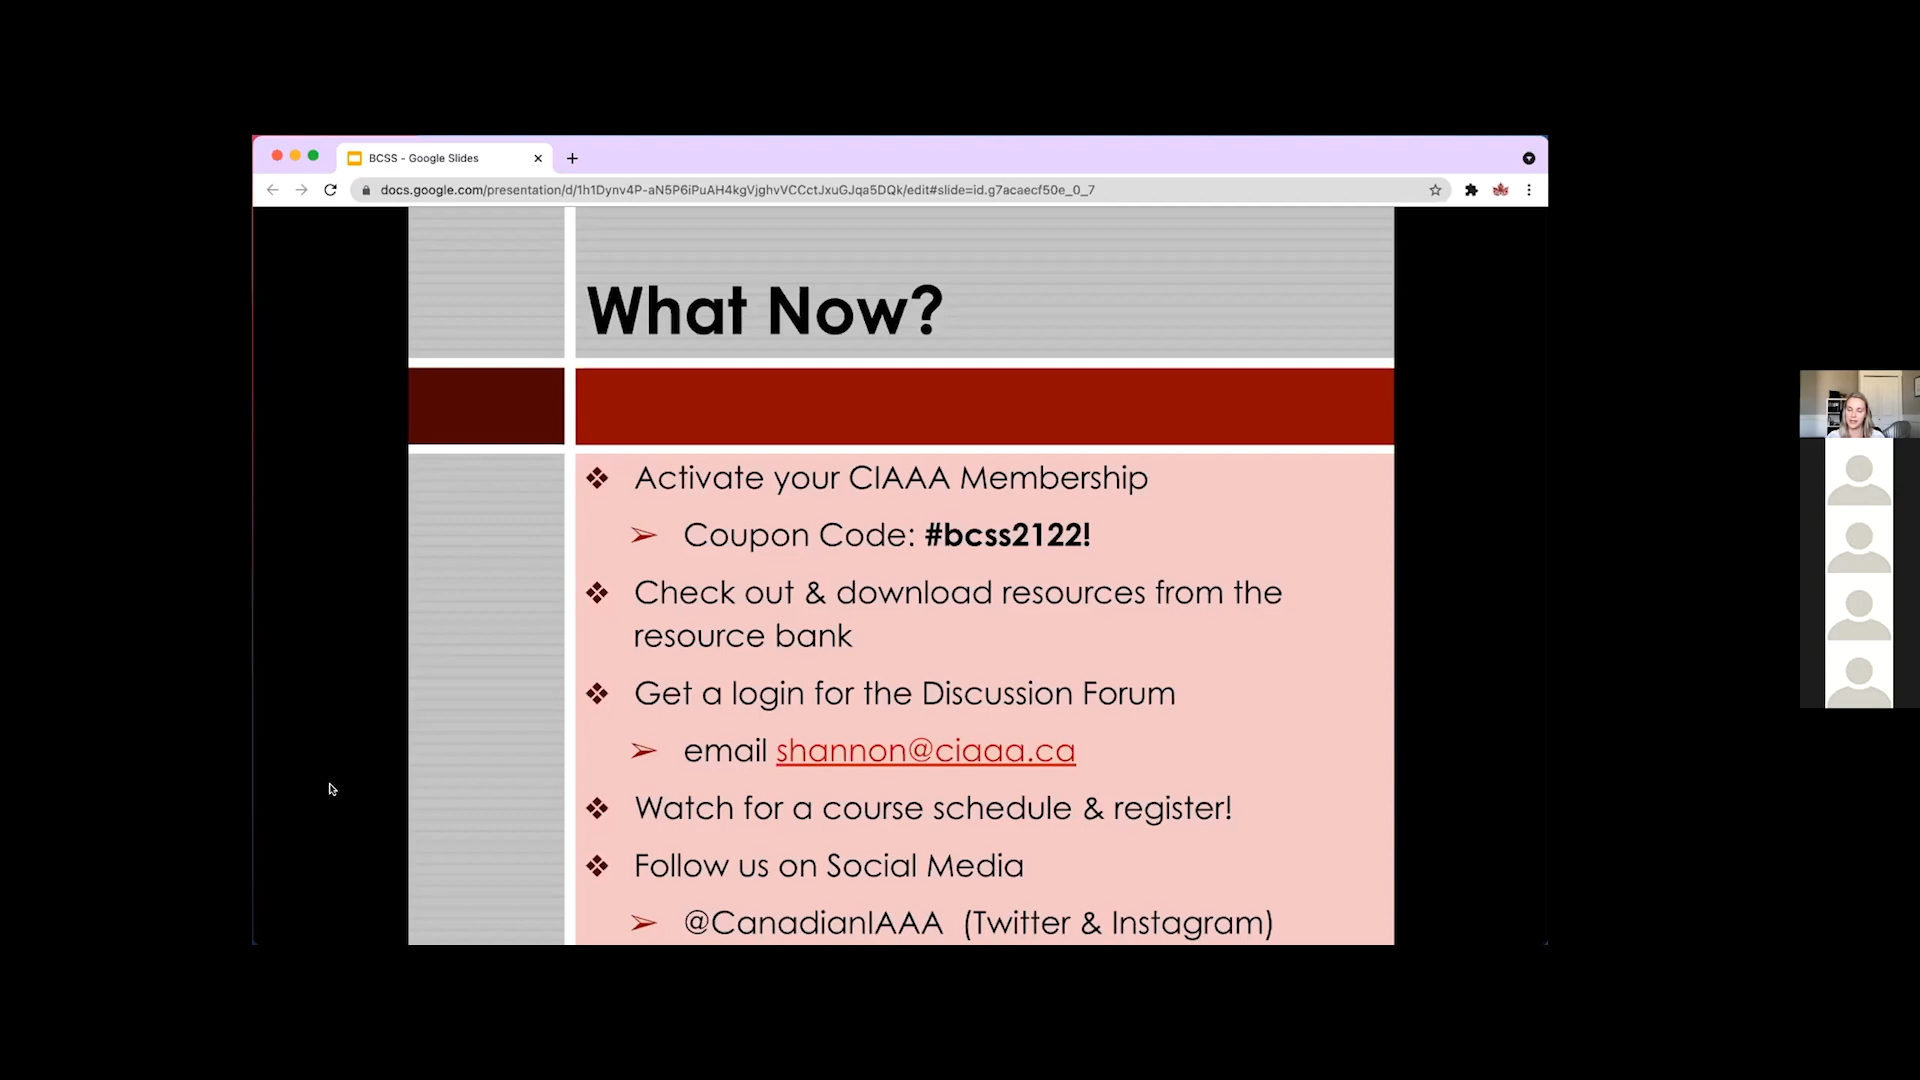 BCSS - Google Slides
docs.google.com/presentation/d/1h1Dynv4P-aN5P6iPuAH4kgVjghvVCCctJxuGJqa5DQk/edit#slide=id.g7acaecf50e_0_7
What Now?
Activate your CIAAA Membership
Coupon Code: #bcss2122!
Check out & download resources from the
resource bank
Get a login for the Discussion Forum
email shannon@ciaaa.ca
Watch for a course schedule & register!
Follow us on Social Media
@CanadianIAAA (Twitter & Instagram)